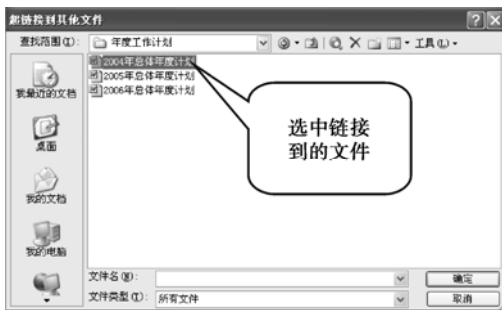 超链接到其他文件
查找范围(I):
年度工作计划
工具(L)
2004年总体年度计划
2005年总体年度计划
2006年总体年度计划
我最近的文档
桌面
我的文档
我的电脑
选中链接
到的文件
文件名(N):
确定
文件类型(T):
所有文件
取消